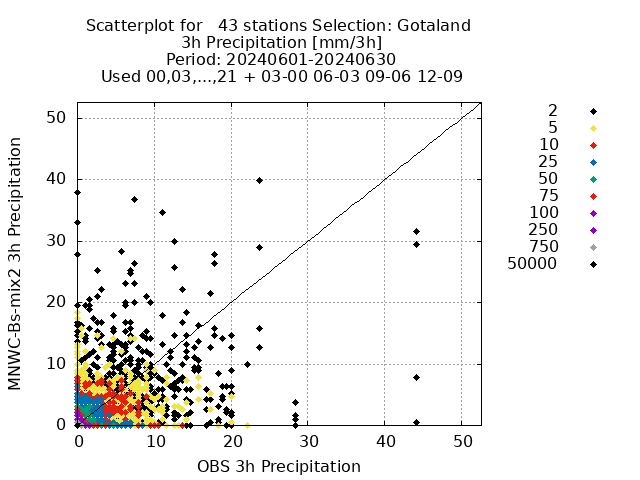 Scatterplot for   43 stations Selection: Gotaland
3h Precipitation [mm/3h]
Period: 20240601-20240630
Used 00,03,...,21 + 03-00 06-03 09-06 12-09
MNWC-Bs-mix2 3h Precipitation
50
40
30
20
10
0
0 10 20 30 40 50
OBS 3h Precipitation
2
5
10
25
50
75
100
250
750
50000